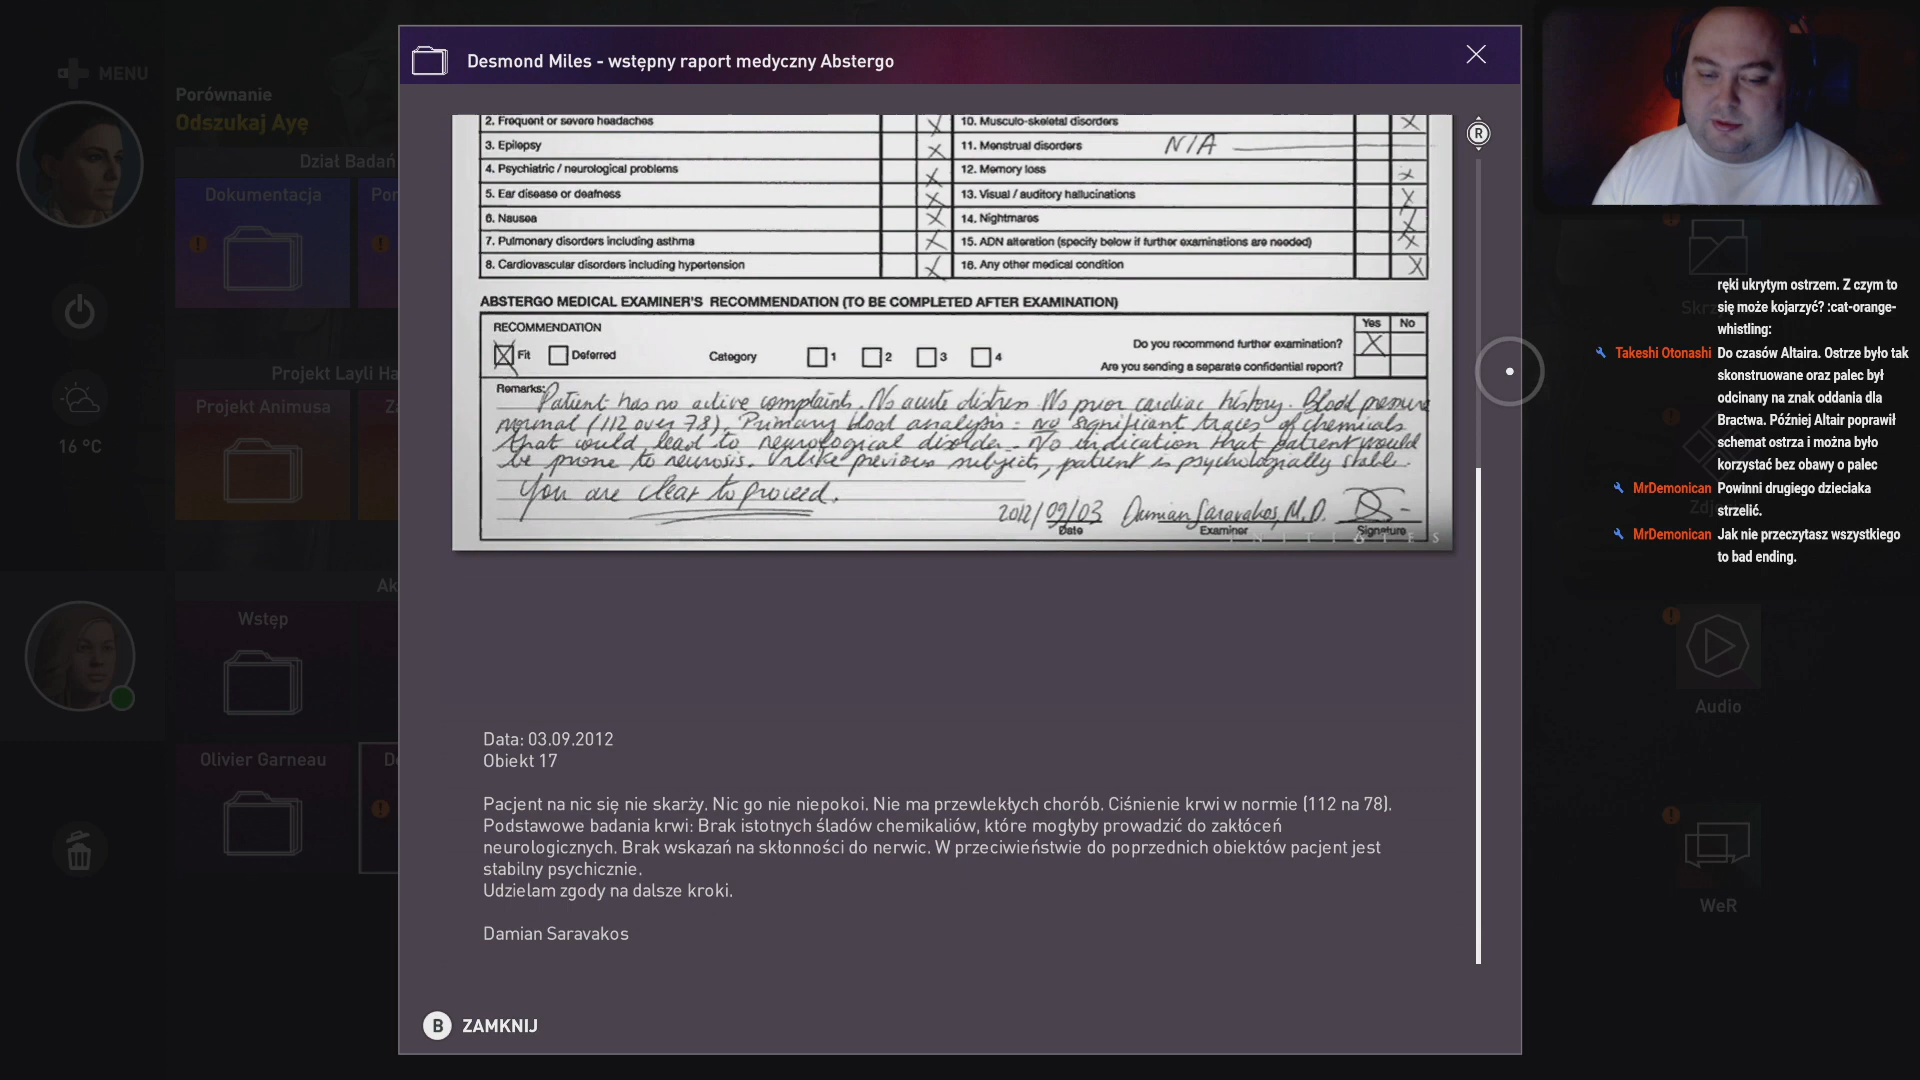 Desmond Miles - wstępny raport medyczny Abstergo
MENU
Porównanie
Odszukaj Ayę
Dział Badań
Dokumentacja
Por
Projekt Layli Ha
Projekt Animusa
Za
16 °C
Ak
Wstęp
Olivier Garneau
De
2. Frequent or severe headaches
10. Musculo-skeletal disorders
3. Epilepsy
11. Menstrual disorders
N/A
4. Psychiatric / neurological problems
12. Memory loss
5. Ear disease or deafness
13. Visual / auditory hallucinations
6. Nausea
14. Nightmares
7. Pulmonary disorders including asthma
15. ADN alteration (specify below if further examinations are needed)
8. Cardiovascular disorders including hypertension
16. Any other medical condition
ABSTERGO MEDICAL EXAMINER'S RECOMMENDATION (TO BE COMPLETED AFTER EXAMINATION)
RECOMMENDATION
Yes No
Fit Deferred Category 1 2 3 4
Do you recommend further examination?
Are you sending a separate confidential report?
Remarks: Patient has no active complaints. No acute distress No prior cardiac history. Blood pressure
normal (112 over 78). Primary blood analysis: no significant traces of chemicals
that could lead to neurological disorder. No indication that patient would
be prone to neurosis. Unlike previous subjects, patient is psychologially stable.
You are clear to proceed.
2012/09/03 Damian Saravakos, M.D.
Date Examiner Signature
INITIATES
R
Data: 03.09.2012
Obiekt 17
Pacjent na nic się nie skarży. Nic go nie niepokoi. Nie ma przewlekłych chorób. Ciśnienie krwi w normie (112 na 78).
Podstawowe badania krwi: Brak istotnych śladów chemikaliów, które mogłyby prowadzić do zakłóceń
neurologicznych. Brak wskazań na skłonności do nerwic. W przeciwieństwie do poprzednich obiektów pacjent jest
stabilny psychicznie.
Udzielam zgody na dalsze kroki.
Damian Saravakos
B ZAMKNIJ
ręki ukrytym ostrzem. Z czym to
się może kojarzyć? :cat-orange-
whistling:
Takeshi Otonashi Do czasów Altaira. Ostrze było tak
skonstruowane oraz palec był
odcinany na znak oddania dla
Bractwa. Później Altair poprawił
schemat ostrza i można było
korzystać bez obawy o palec
MrDemonican Powinni drugiego dzieciaka
strzelić.
MrDemonican Jak nie przeczytasz wszystkiego
to bad ending.
Skrz
Zdj
Audio
WeR